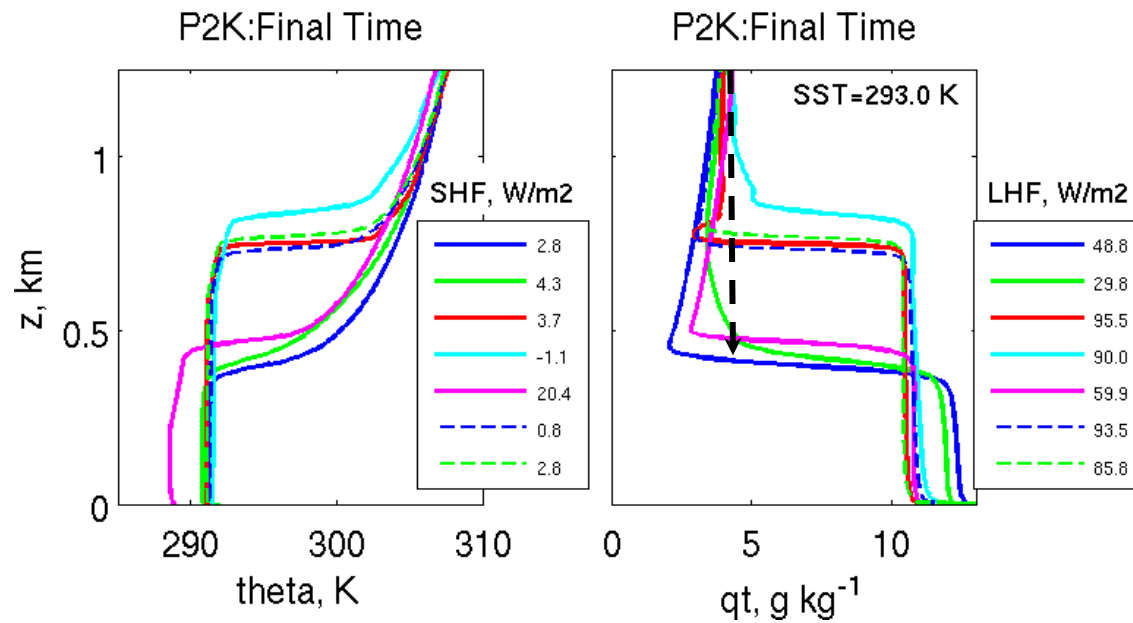 P2K:Final Time
P2K:Final Time
SST=293.0 K
z, km
1
0.5
0
SHF, W/m2
2.8
4.3
3.7
-1.1
20.4
0.8
2.8
LHF, W/m2
48.8
29.8
95.5
90.0
59.9
93.5
85.8
290
300
310
theta, K
0
5
10
qt, g kg-1